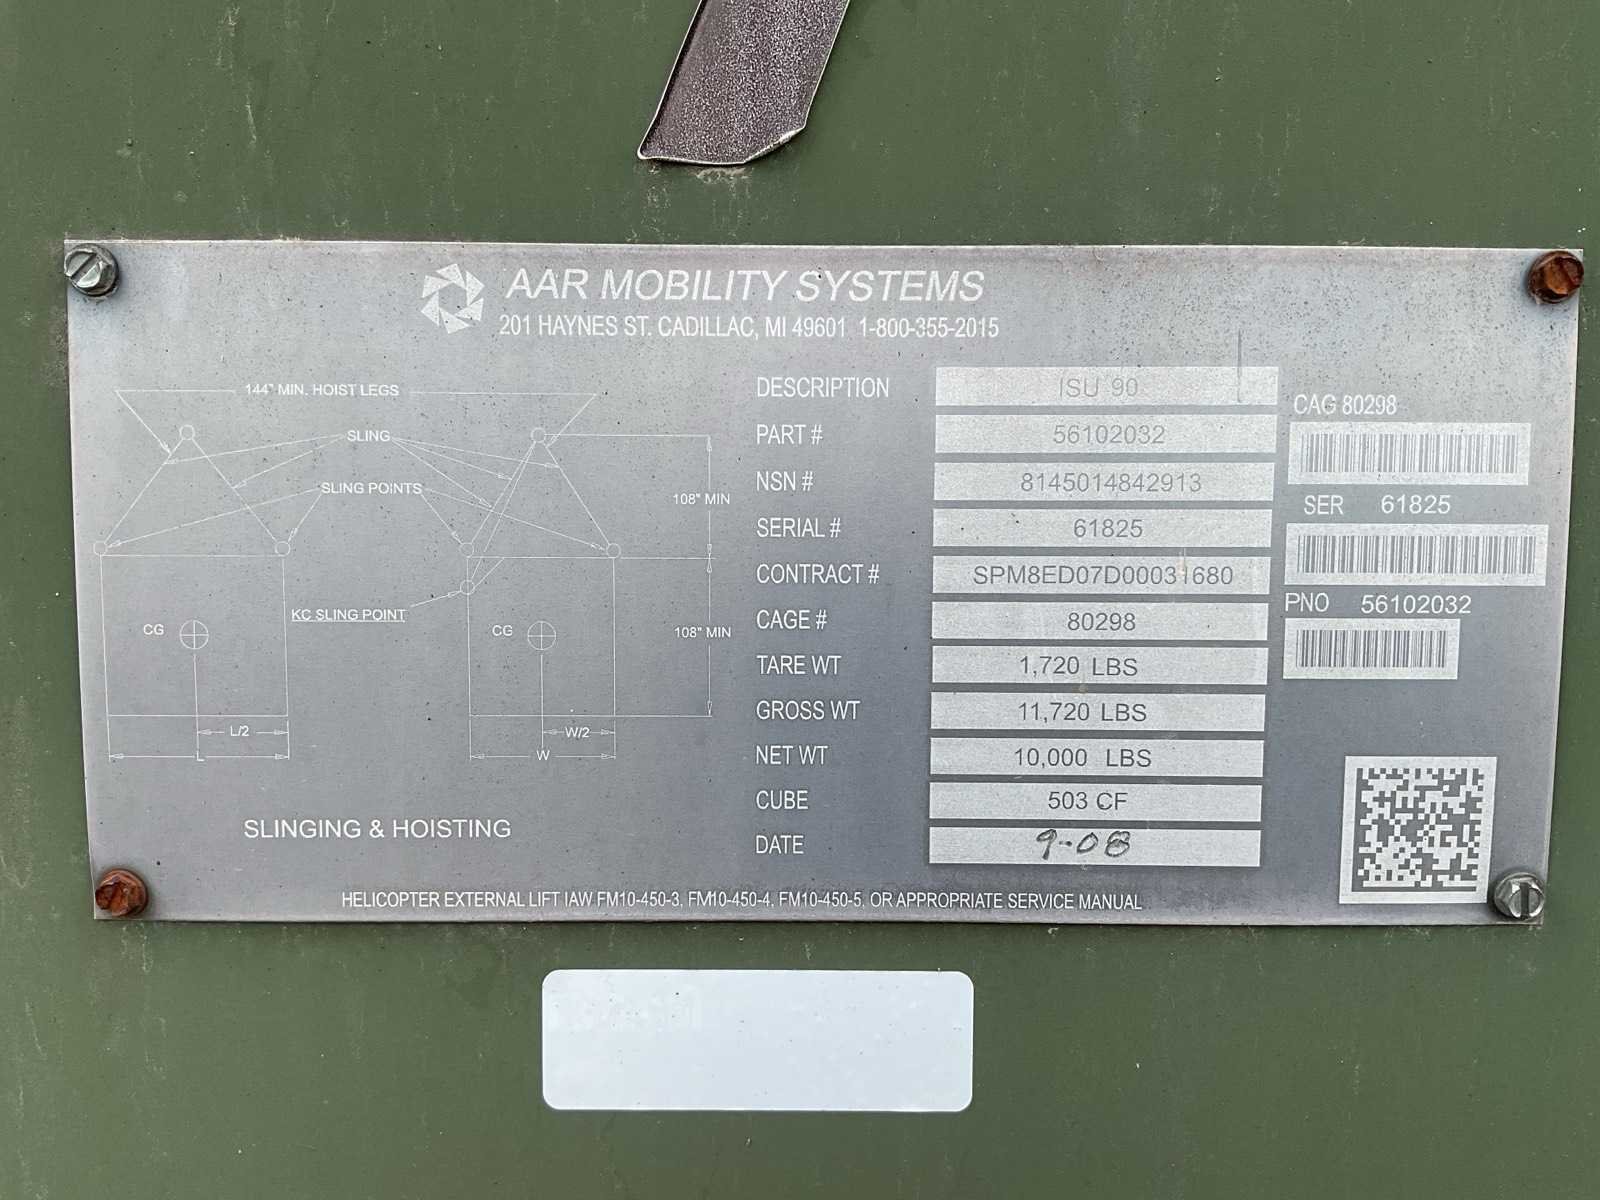 AAR MOBILITY SYSTEMS
201 HAYNES ST. CADILLAC, MI 49601 1-800-355-2015
144" MIN. HOIST LEGS
SLING
SLING POINTS
108" MIN
KC SLING POINT
CG
CG
108" MIN
L/2
W/2
L
W
SLINGING & HOISTING
DESCRIPTION ISU 90
PART # 56102032
NSN # 8145014842913
SERIAL # 61825
CONTRACT # SPM8ED07D00031680
CAGE # 80298
TARE WT 1,720 LBS
GROSS WT 11,720 LBS
NET WT 10,000 LBS
CUBE 503 CF
DATE 9-08
CAG 80298
SER 61825
PNO 56102032
HELICOPTER EXTERNAL LIFT IAW FM10-450-3, FM10-450-4, FM10-450-5, OR APPROPRIATE SERVICE MANUAL